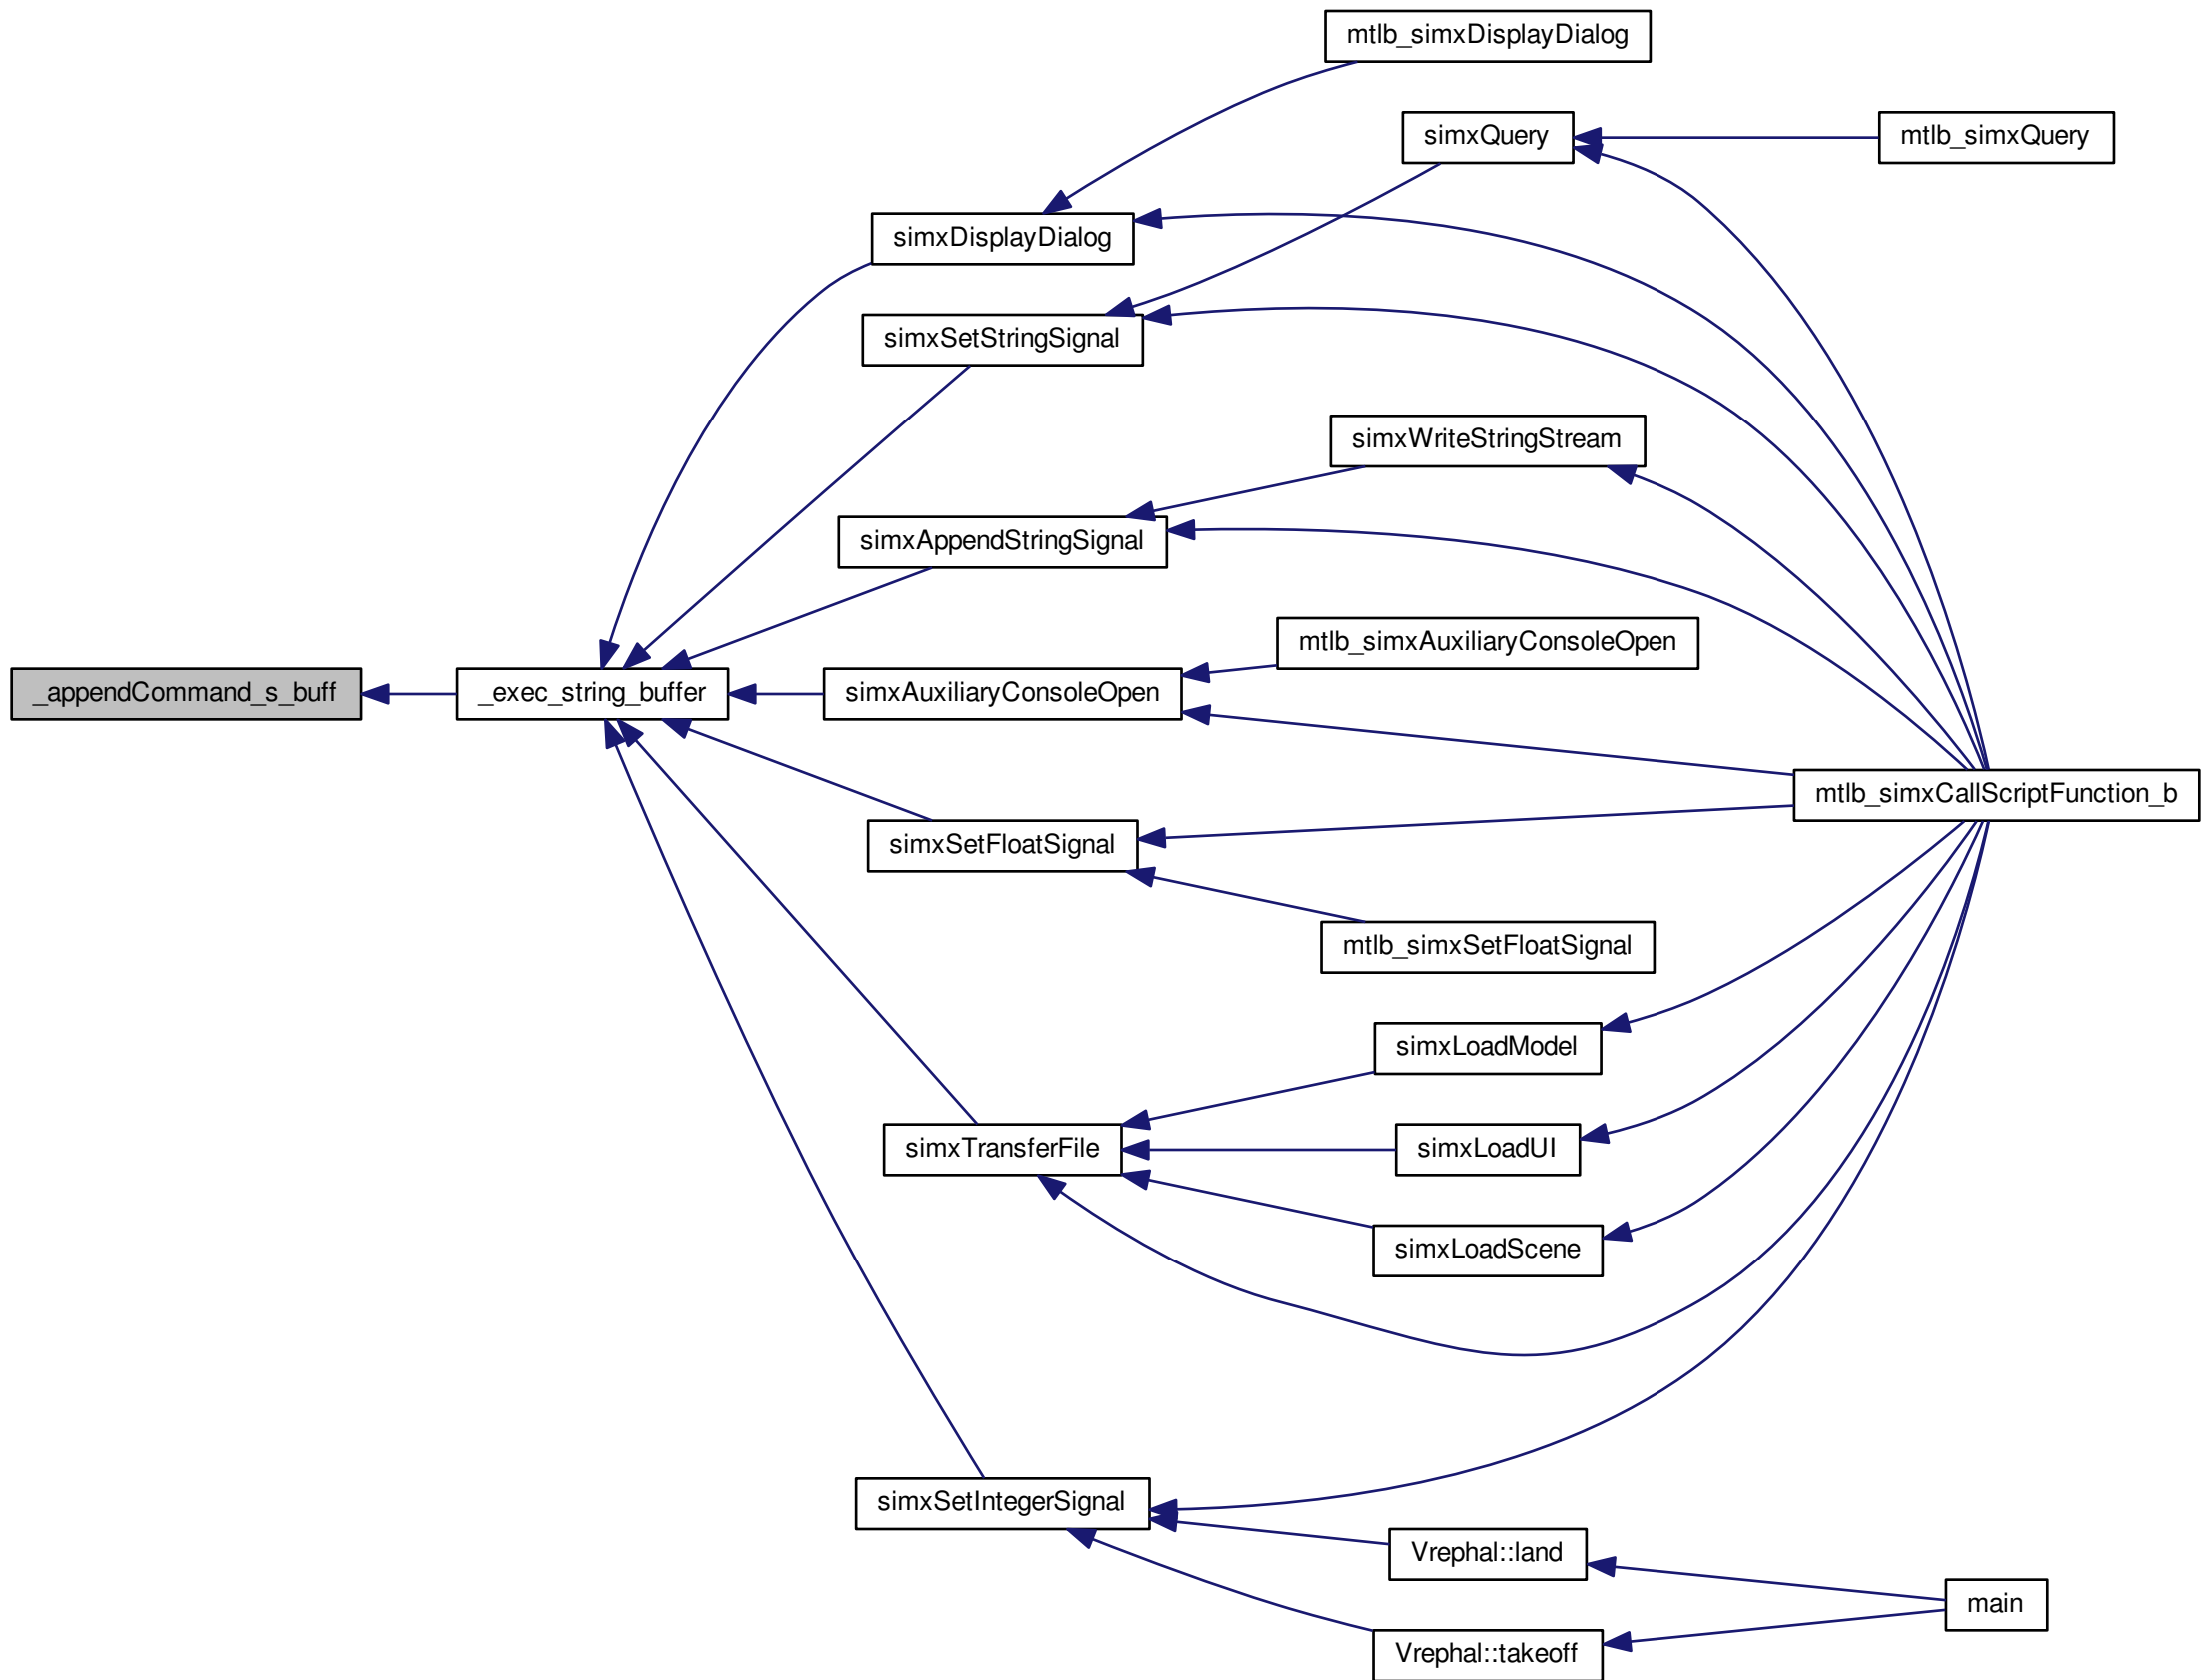 mtlb_simxDisplayDialog
simxQuery
mtlb_simxQuery
simxDisplayDialog
simxSetStringSignal
simxWriteStringStream
simxAppendStringSignal
mtlb_simxAuxiliaryConsoleOpen
_appendCommand_s_buff
_exec_string_buffer
simxAuxiliaryConsoleOpen
mtlb_simxCallScriptFunction_b
simxSetFloatSignal
mtlb_simxSetFloatSignal
simxLoadModel
simxTransferFile
simxLoadUI
simxLoadScene
simxSetIntegerSignal
Vrephal::land
main
Vrephal::takeoff